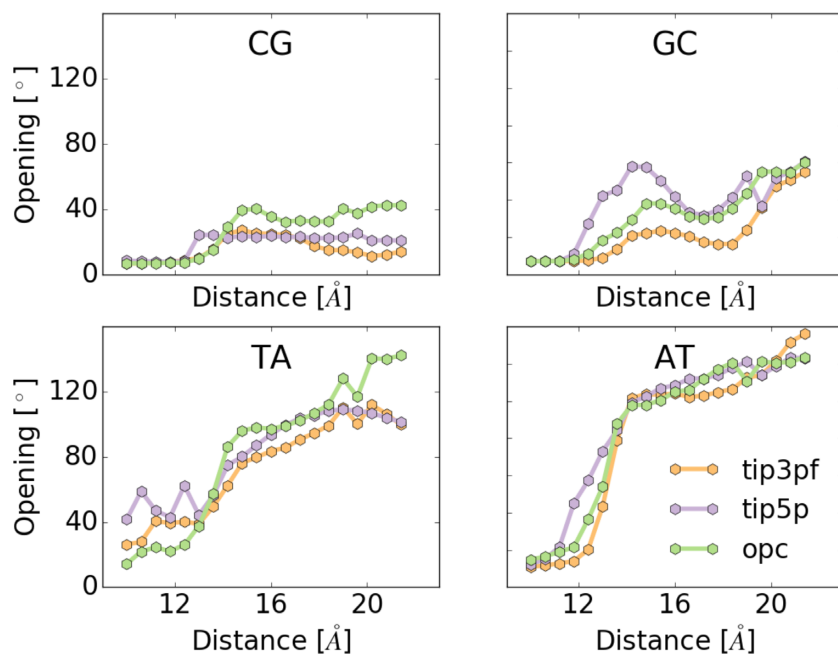 CG
GC
Opening [°]
120
80
40
0
Distance [Å]
Distance [Å]
TA
AT
Opening [°]
120
80
40
0
tip3pf
tip5p
opc
12
16
20
12
16
20
Distance [Å]
Distance [Å]